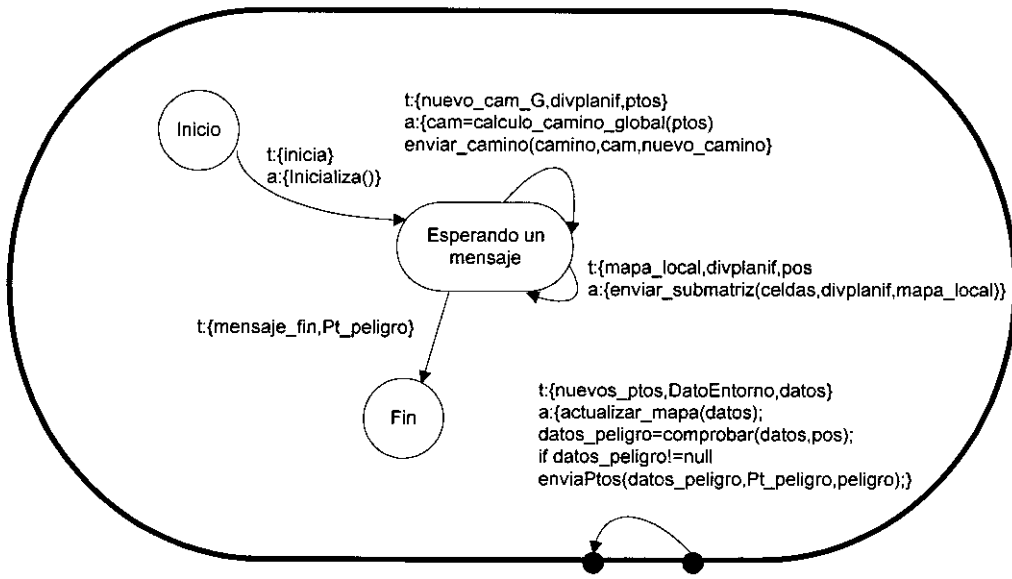 t:{nuevo_cam_G,divplanif,ptos}
a:{cam=calculo_camino_global(ptos)
enviar_camino(camino,cam,nuevo_camino}
Inicio
t:{inicia}
a:{Inicializa()}
Esperando un
mensaje
t:{mapa_local,divplanif,pos
a:{enviar_submatriz(celdas,divplanif,mapa_local)}
t:{mensaje_fin,Pt_peligro}
Fin
t:{nuevos_ptos,DatoEntorno,datos}
a:{actualizar_mapa(datos);
datos_peligro=comprobar(datos,pos);
if datos_peligro!=null
enviaPtos(datos_peligro,Pt_peligro,peligro);}